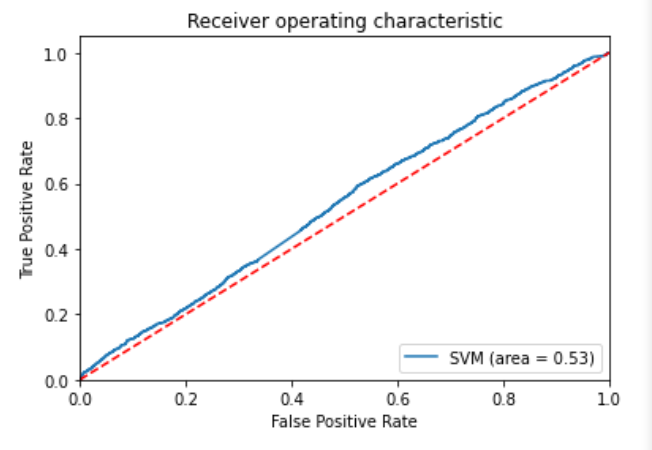 Receiver operating characteristic
1.0
0.8
0.6
0.4
0.2
0.0
True Positive Rate
SVM (area = 0.53)
0.0 0.2 0.4 0.6 0.8 1.0
False Positive Rate